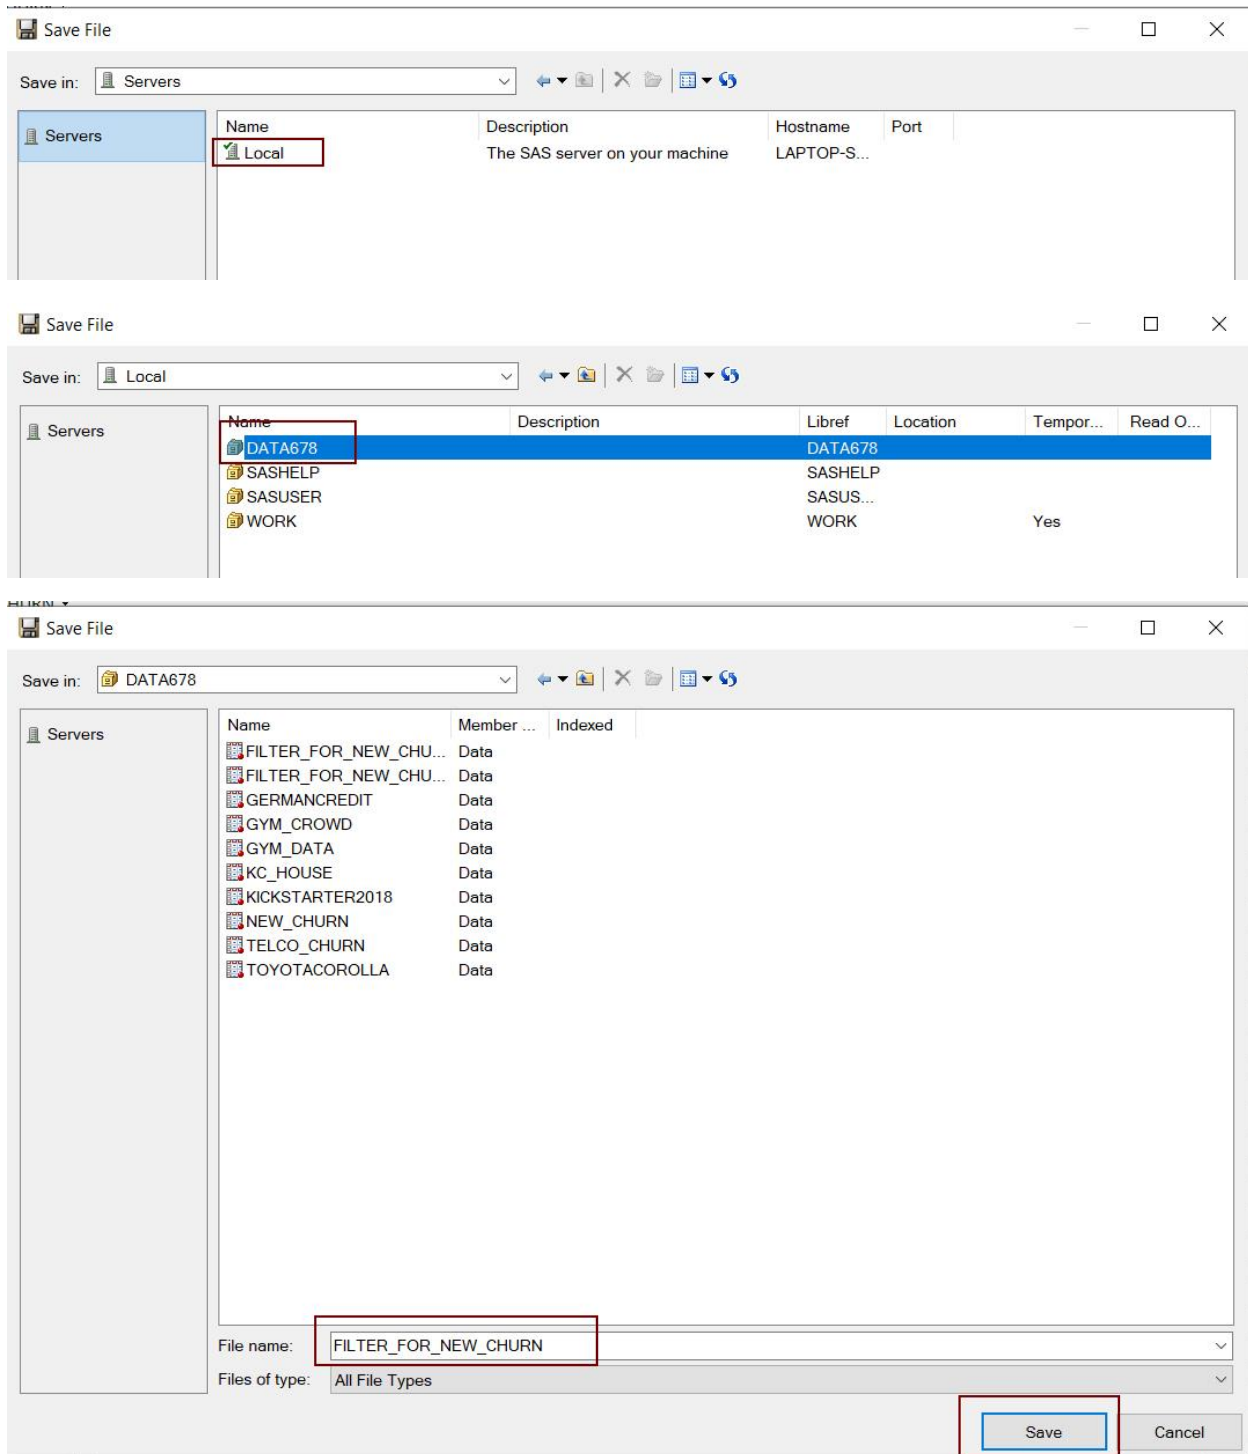 Save File
Save in: Servers
Servers
Name Description Hostname Port
Local The SAS server on your machine LAPTOP-S...
Save File
Save in: Local
Servers
Name Description Libref Location Tempor... Read O...
DATA678 DATA678
SASHELP SASHELP
SASUSER SASUS...
WORK WORK Yes
Save File
Save in: DATA678
Servers
Name Member ... Indexed
FILTER_FOR_NEW_CHU... Data
FILTER_FOR_NEW_CHU... Data
GERMANCREDIT Data
GYM_CROWD Data
GYM_DATA Data
KC_HOUSE Data
KICKSTARTER2018 Data
NEW_CHURN Data
TELCO_CHURN Data
TOYOTACOROLLA Data
File name: FILTER_FOR_NEW_CHURN
Files of type: All File Types
Save Cancel